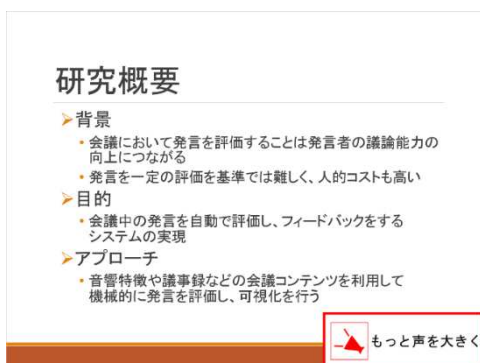 研究概要
背景
会議において発言を評価することは発言者の議論能力の
向上につながる
発言を一定の評価を基準では難しく、人的コストも高い
目的
会議中の発言を自動で評価し、フィードバックをする
システムの実現
アプローチ
音響特徴や議事録などの会議コンテンツを利用して
機械的に発言を評価し、可視化を行う
もっと声を大きく